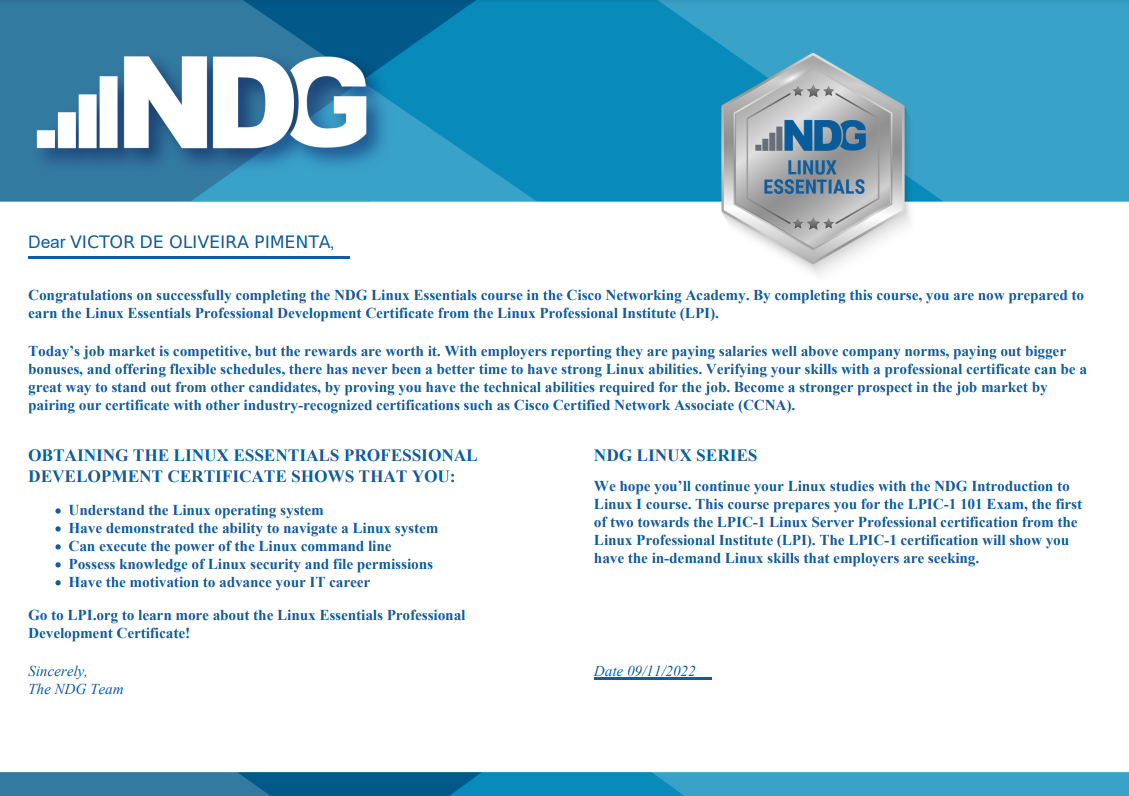 NDG
NDG
LINUX
ESSENTIALS
Dear VICTOR DE OLIVEIRA PIMENTA,
Congratulations on successfully completing the NDG Linux Essentials course in the Cisco Networking Academy. By completing this course, you are now prepared to
earn the Linux Essentials Professional Development Certificate from the Linux Professional Institute (LPI).
Today’s job market is competitive, but the rewards are worth it. With employers reporting they are paying salaries well above company norms, paying out bigger
bonuses, and offering flexible schedules, there has never been a better time to have strong Linux abilities. Verifying your skills with a professional certificate can be a
great way to stand out from other candidates, by proving you have the technical abilities required for the job. Become a stronger prospect in the job market by
pairing our certificate with other industry-recognized certifications such as Cisco Certified Network Associate (CCNA).
OBTAINING THE LINUX ESSENTIALS PROFESSIONAL
DEVELOPMENT CERTIFICATE SHOWS THAT YOU:
• Understand the Linux operating system
• Have demonstrated the ability to navigate a Linux system
• Can execute the power of the Linux command line
• Possess knowledge of Linux security and file permissions
• Have the motivation to advance your IT career
Go to LPI.org to learn more about the Linux Essentials Professional
Development Certificate!
Sincerely,
The NDG Team
NDG LINUX SERIES
We hope you’ll continue your Linux studies with the NDG Introduction to
Linux I course. This course prepares you for the LPIC-1 101 Exam, the first
of two towards the LPIC-1 Linux Server Professional certification from the
Linux Professional Institute (LPI). The LPIC-1 certification will show you
have the in-demand Linux skills that employers are seeking.
Date 09/11/2022